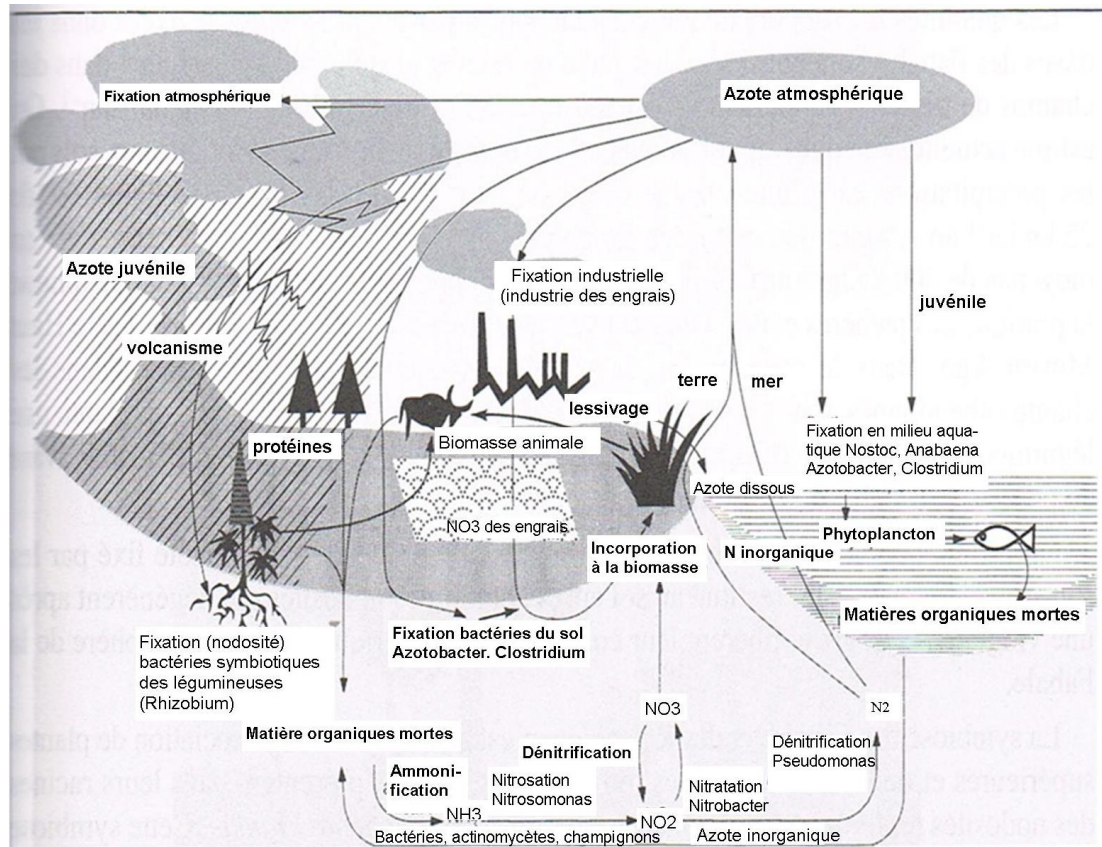 Fixation atmosphérique
Azote atmosphérique
Azote juvénile
Fixation industrielle
(industrie des engrais)
juvénile
volcanisme
terre
mer
lessivage
protéines
Biomasse animale
Fixation en milieu aqua-
tique Nostoc, Anabaena
Azotobacter, Clostridium
Azote dissous
NO3 des engrais
Phytoplancton
Incorporation
à la biomasse
N inorganique
Matières organiques mortes
Fixation bactéries du sol
Azotobacter. Clostridium
Fixation (nodosité)
bactéries symbiotiques
des légumineuses
(Rhizobium)
NO3
N2
Matière organiques mortes
Dénitrification
Dénitrification
Pseudomonas
Ammoni-
fication
Nitrosation
Nitrosomonas
Nitratation
Nitrobacter
NH3
NO2
Bactéries, actinomycètes, champignons
Azote inorganique